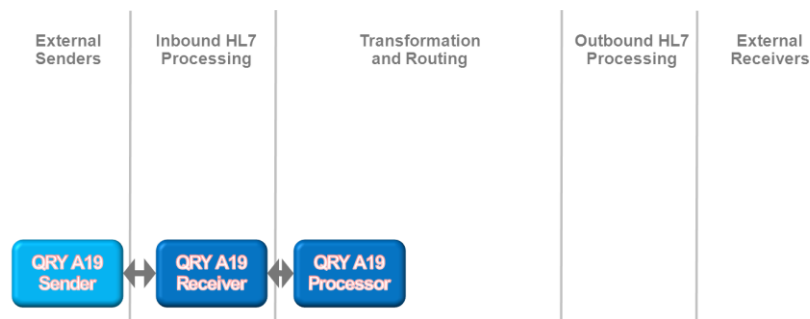 External
Senders
Inbound HL7
Processing
Transformation
and Routing
Outbound HL7
Processing
External
Receivers
QRY A19
Sender
QRY A19
Receiver
QRY A19
Processor